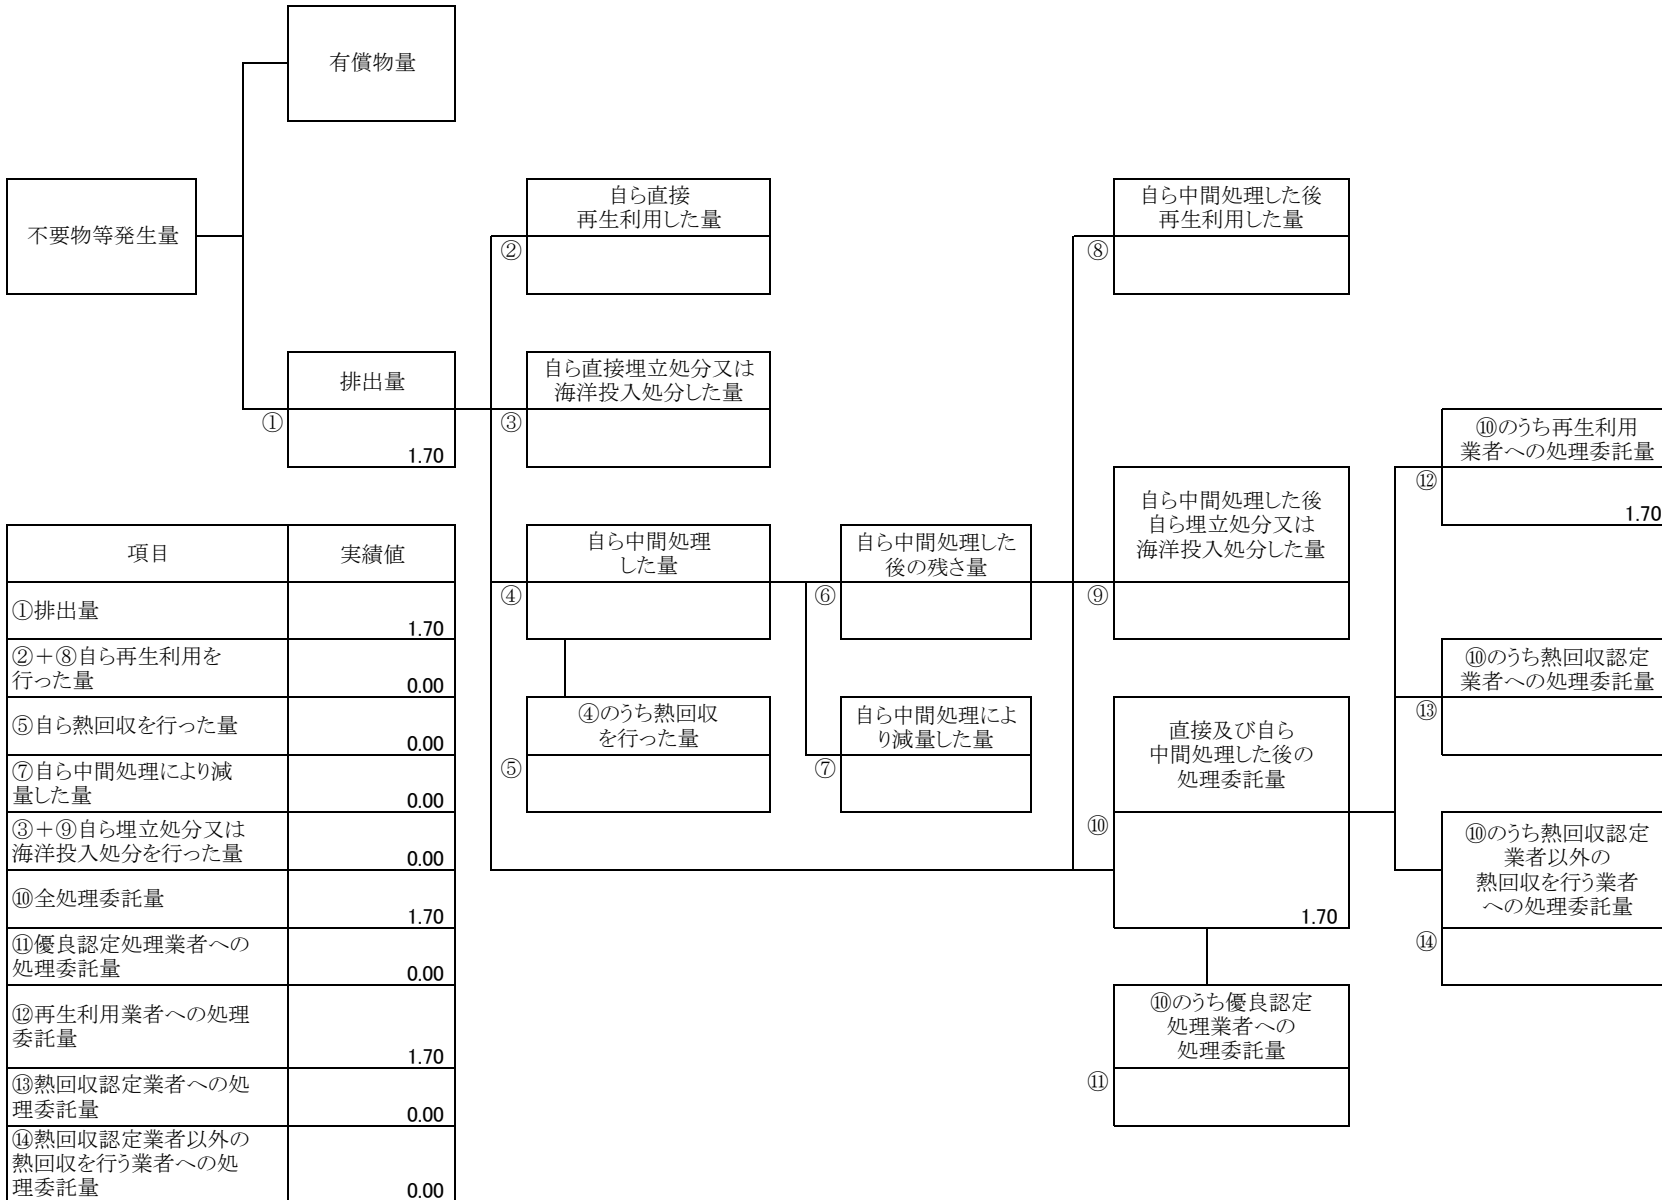 有償物量
不要物等発生量
自ら直接
再生利用した量
②
自ら中間処理した後
再生利用した量
⑧
排出量
①
1.70
自ら直接埋立処分又は
海洋投入処分した量
③
⑩のうち再生利用
業者への処理委託量
⑫
1.70
自ら中間処理した後
自ら埋立処分又は
海洋投入処分した量
⑨
自ら中間処理
した量
④
自ら中間処理した
後の残さ量
⑥
⑩のうち熱回収認定
業者への処理委託量
⑬
④のうち熱回収
を行った量
⑤
自ら中間処理によ
り減量した量
⑦
直接及び自ら
中間処理した後の
処理委託量
⑩
1.70
⑩のうち熱回収認定
業者以外の
熱回収を行う業者
への処理委託量
⑭
⑩のうち優良認定
処理業者への
処理委託量
⑪
項目 実績値
①排出量
1.70
②+⑧自ら再生利用を
行った量
0.00
⑤自ら熱回収を行った量
0.00
⑦自ら中間処理により減
量した量
0.00
③+⑨自ら埋立処分又は
海洋投入処分を行った量
0.00
⑩全処理委託量
1.70
⑪優良認定処理業者への
処理委託量
0.00
⑫再生利用業者への処理
委託量
1.70
⑬熱回収認定業者への処
理委託量
0.00
⑭熱回収認定業者以外の
熱回収を行う業者への処
理委託量
0.00